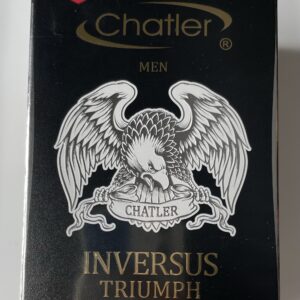 Chatler®
MEN
CHATLER
INVERSUS
TRIUMPH